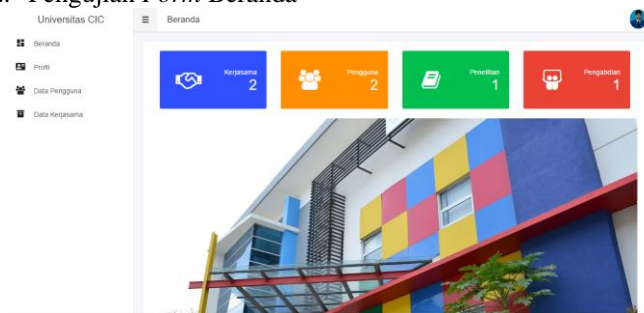 Pengujian Form Beranda
Universitas CIC
Beranda
Beranda
Profil
Data Pengguna
Data Kerjasama
Kerjasama
2
Pengguna
2
Penelitian
1
Pengabdian
1